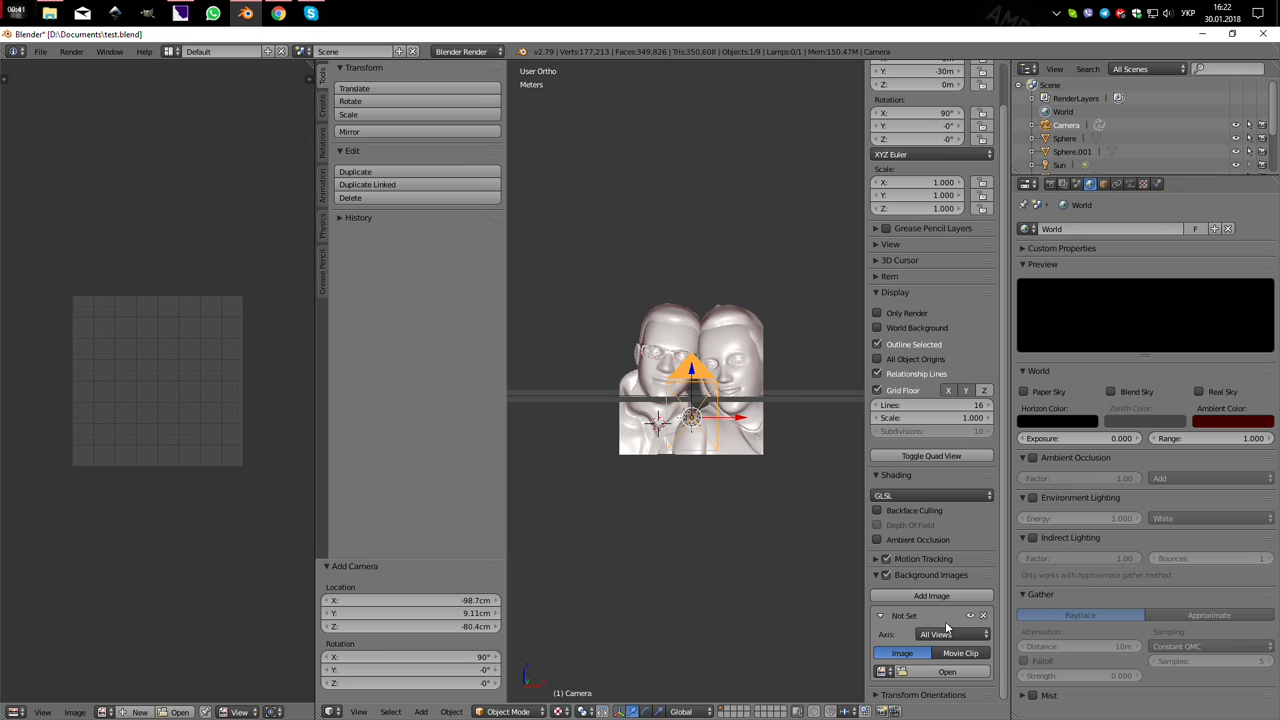 00:41
AMD
16:22
УКР
30.01.2018
Blender* [D:\Documents\test.blend]
File Render Window Help
Default
Scene
Blender Render
v2.79 | Verts:177,213 | Faces:349,826 | Tris:350,608 | Objects:1/9 | Lamps:0/1 | Mem:150.47M | Camera
View Search All Scenes
Tools
Create
Relations
Animation
Physics
Grease Pencil
Transform
Translate
Rotate
Scale
Mirror
Edit
Duplicate
Duplicate Linked
Delete
History
Add Camera
Location
X: -98.7cm
Y: 9.11cm
Z: -80.4cm
Rotation
X: 90°
Y: -0°
Z: -0°
User Ortho
Meters
(1) Camera
Y: -30m
Z: 0m
Rotation:
X: 90°
Y: -0°
Z: -0°
XYZ Euler
Scale:
X: 1.000
Y: 1.000
Z: 1.000
Grease Pencil Layers
View
3D Cursor
Item
Display
Only Render
World Background
Outline Selected
All Object Origins
Relationship Lines
Grid Floor X Y Z
Lines: 16
Scale: 1.000
Subdivisions: 10
Toggle Quad View
Shading
GLSL
Backface Culling
Depth Of Field
Ambient Occlusion
Motion Tracking
Background Images
Add Image
Not Set
Axis: All Views
Image Movie Clip
Open
Transform Orientations
Scene
RenderLayers
World
Camera
Sphere
Sphere.001
Sun
World
World F
Custom Properties
Preview
World
Paper Sky Blend Sky Real Sky
Horizon Color: Zenith Color: Ambient Color:
Exposure: 0.000 Range: 1.000
Ambient Occlusion
Factor: 1.00 Add
Environment Lighting
Energy: 1.000 White
Indirect Lighting
Factor: 1.00 Bounces: 1
Only works with Approximate gather method
Gather
Raytrace Approximate
Attenuation: Sampling:
Distance: 10m Constant QMC
Falloff Samples: 5
Strength: 0.000
Mist
View Image New Open View
View Select Add Object Object Mode Global